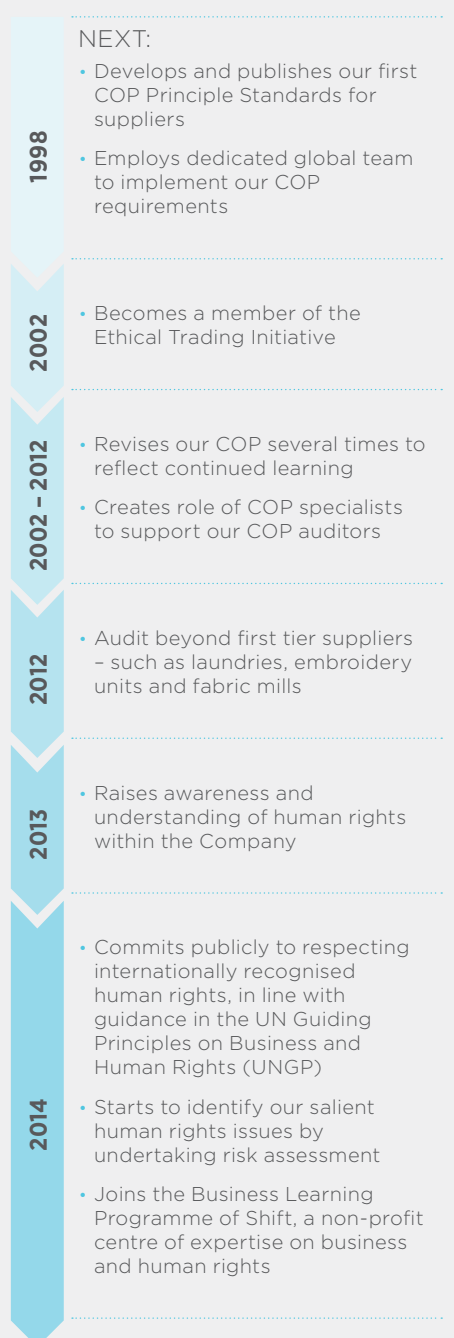 NEXT:
1998
• Develops and publishes our first
COP Principle Standards for
suppliers
• Employs dedicated global team
to implement our COP
requirements
2002
• Becomes a member of the
Ethical Trading Initiative
2002 – 2012
• Revises our COP several times to
reflect continued learning
• Creates role of COP specialists
to support our COP auditors
2012
• Audit beyond first tier suppliers
– such as laundries, embroidery
units and fabric mills
2013
• Raises awareness and
understanding of human rights
within the Company
2014
• Commits publicly to respecting
internationally recognised
human rights, in line with
guidance in the UN Guiding
Principles on Business and
Human Rights (UNGP)
• Starts to identify our salient
human rights issues by
undertaking risk assessment
• Joins the Business Learning
Programme of Shift, a non-profit
centre of expertise on business
and human rights